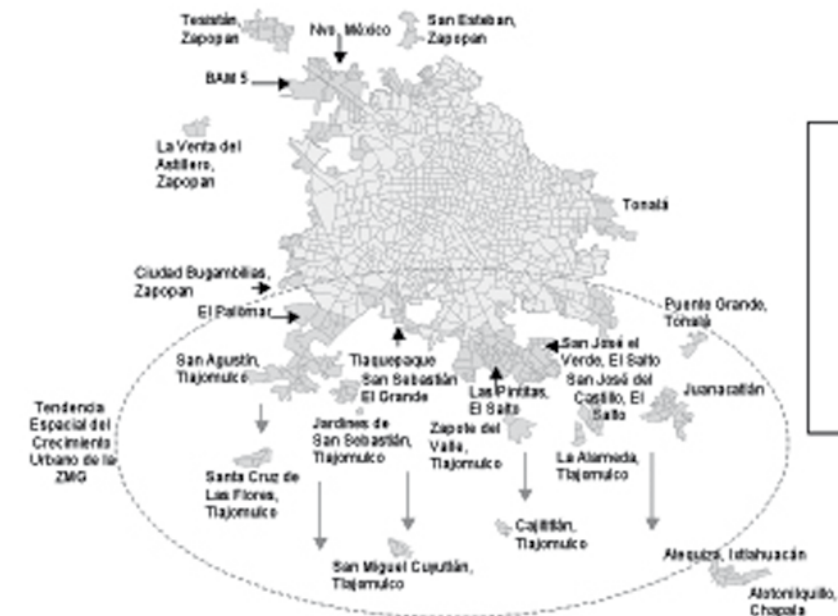 Tesistán,
Zapopan
Nvo. México
San Esteban,
Zapopan
BAM 5
La Venta del
Astillero,
Zapopan
Tonalá
Ciudad Bugambilias,
Zapopan
El Palomar
Puente Grande,
Tonalá
San Agustín,
Tlajomulco
Tlaquepaque
San Sebastián
El Grande
San José el
Verde, El Salto
Las Pintitas,
El Salto
San José del
Castillo, El
Salto
Juanacatlán
Tendencia
Espacial del
Crecimiento
Urbano de la
ZMG
Jardines de
San Sebastián,
Tlajomulco
Zapote del
Valle,
Tlajomulco
La Alameda,
Tlajomulco
Santa Cruz de
Las Flores,
Tlajomulco
Cajititlán,
Tlajomulco
San Miguel Cuyutlán,
Tlajomulco
Atequiza, Ixtlahuacán
Atotonilquillo,
Chapala